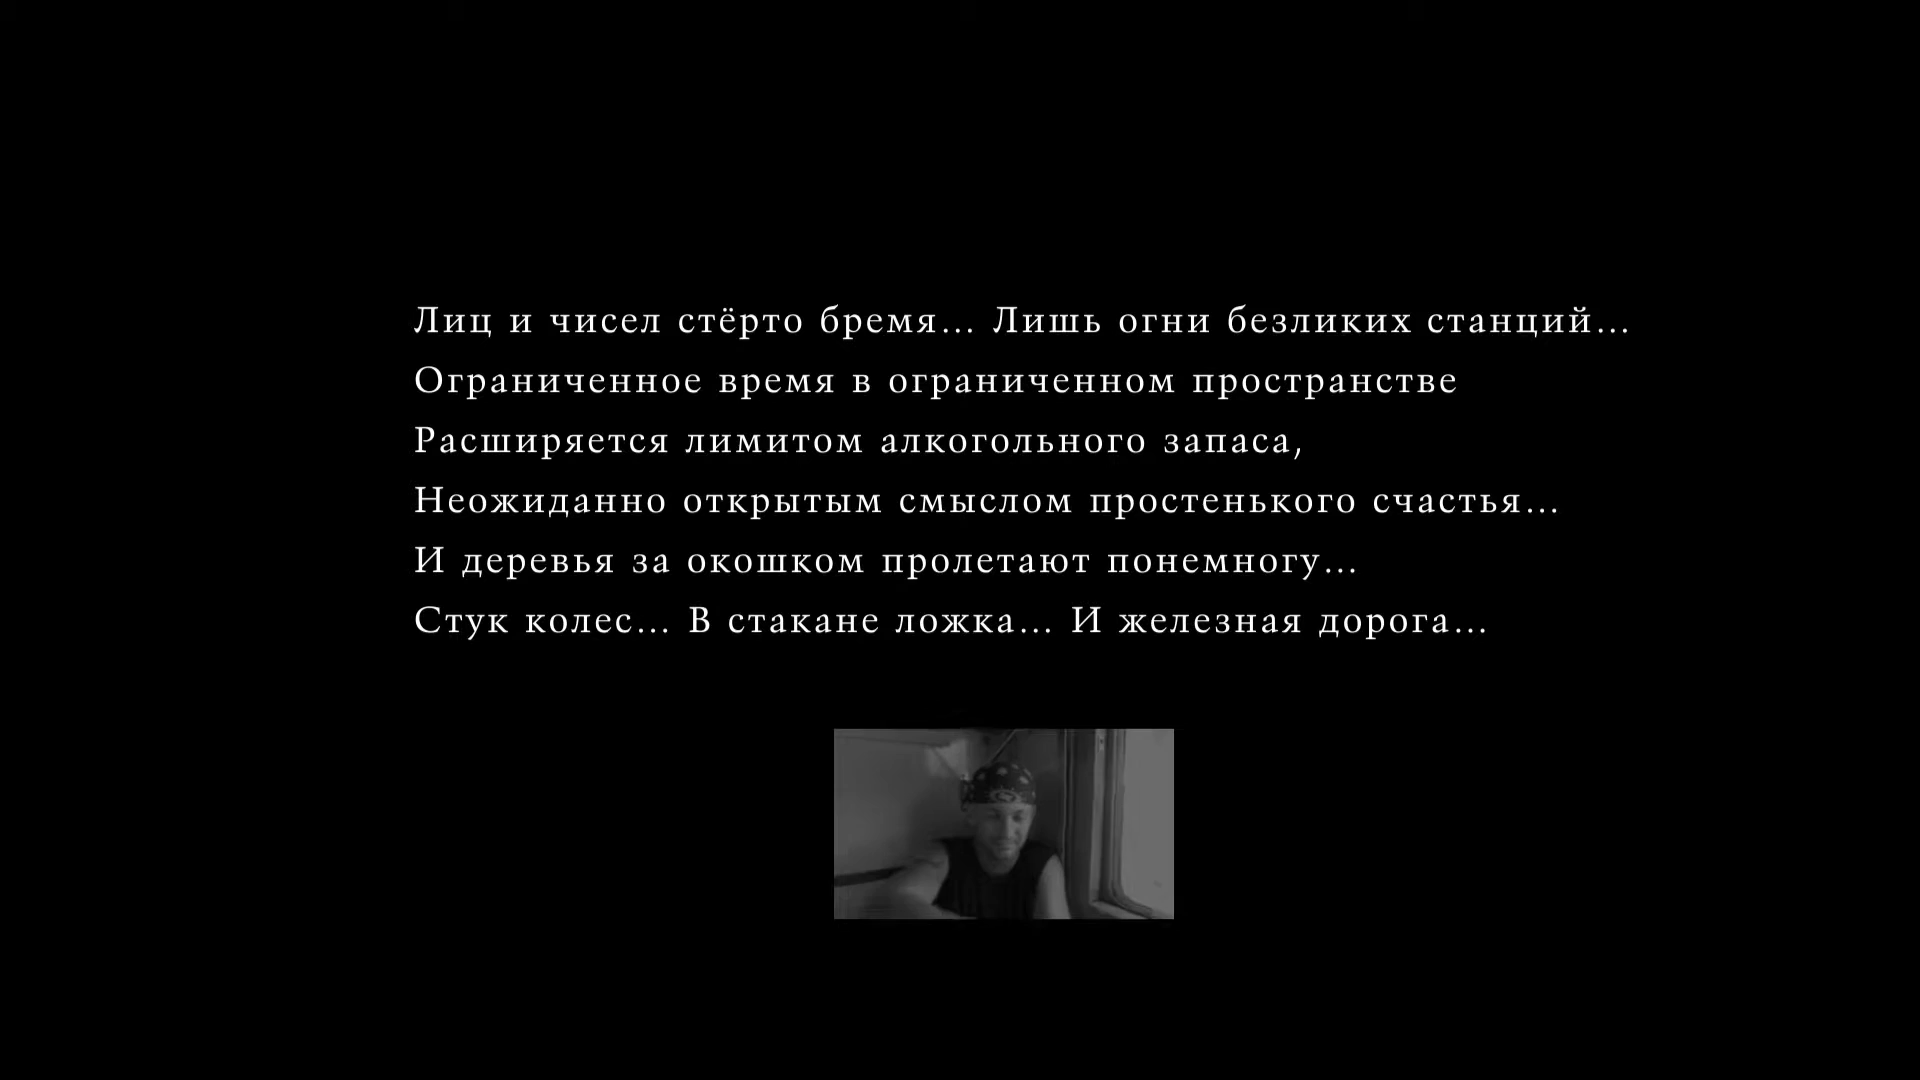 Лиц и чисел стёрто бремя... Лишь огни безликих станций...
Ограниченное время в ограниченном пространстве
Расширяется лимитом алкогольного запаса,
Неожиданно открытым смыслом простенького счастья...
И деревья за окошком пролетают понемногу...
Стук колес... В стакане ложка... И железная дорога...